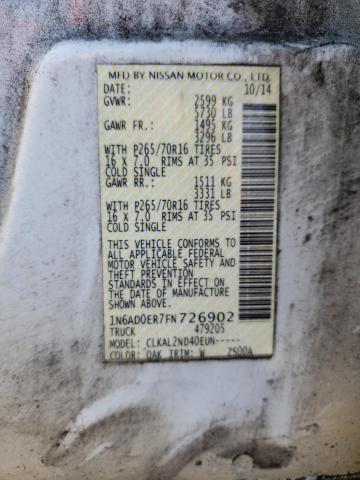 MFD BY NISSAN MOTOR CO., LTD.
DATE: 10/14
GVWR: 2599 KG
5730 LB
GAWR FR.: 1495 KG
3296 LB
WITH P265/70R16 TIRES
16 X 7.0 RIMS AT 35 PSI
COLD SINGLE
GAWR RR.: 1511 KG
3331 LB
WITH P265/70R16 TIRES
16 X 7.0 RIMS AT 35 PSI
COLD SINGLE
THIS VEHICLE CONFORMS TO
ALL APPLICABLE FEDERAL
MOTOR VEHICLE SAFETY AND
THEFT PREVENTION
STANDARDS IN EFFECT ON
THE DATE OF MANUFACTURE
SHOWN ABOVE.
1N6AD0ER7FN726902
TRUCK 479205
MODEL: CLKAL2ND40EUN-----
COLOR: QAK TRIM: W Z500A